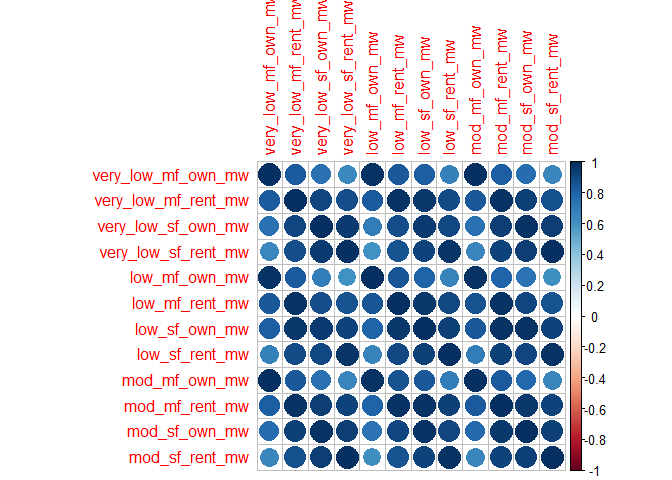 very_low_mf_own_mw
very_low_mf_rent_mw
very_low_sf_own_mw
very_low_sf_rent_mw
low_mf_own_mw
low_mf_rent_mw
low_sf_own_mw
low_sf_rent_mw
mod_mf_own_mw
mod_mf_rent_mw
mod_sf_own_mw
mod_sf_rent_mw
very_low_mf_own_mw
very_low_mf_rent_mw
very_low_sf_own_mw
very_low_sf_rent_mw
low_mf_own_mw
low_mf_rent_mw
low_sf_own_mw
low_sf_rent_mw
mod_mf_own_mw
mod_mf_rent_mw
mod_sf_own_mw
mod_sf_rent_mw
1
0.8
0.6
0.4
0.2
0
-0.2
-0.4
-0.6
-0.8
-1